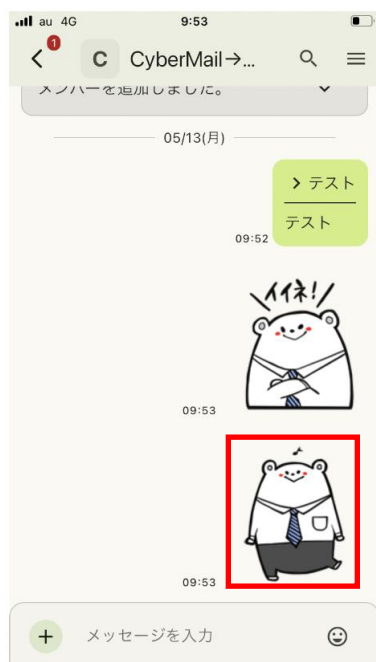 au 4G 9:53
1
C CyberMail→...
メンバーを追加しました。
05/13(月)
> テスト
テスト
09:52
イイネ!
09:53
09:53
+ メッセージを入力